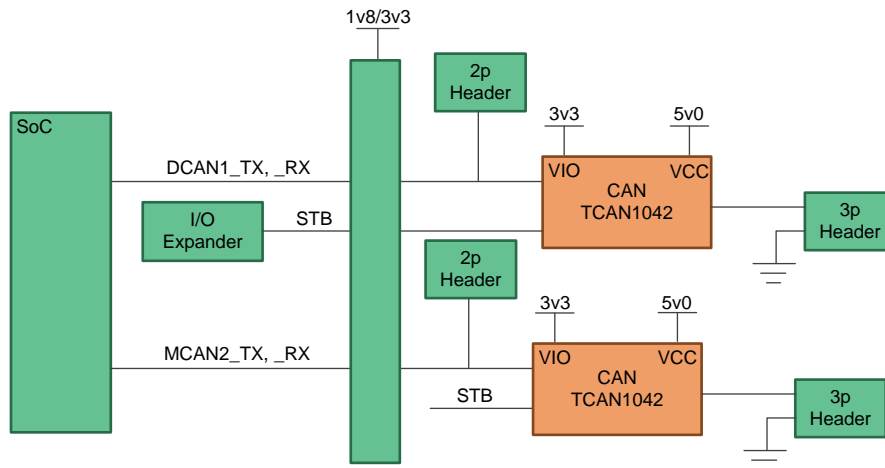 1v8/3v3
2p
Header
SoC
3v3
5v0
DCAN1_TX, _RX
VIO
VCC
CAN
TCAN1042
I/O
Expander
STB
3p
Header
2p
Header
3v3
5v0
MCAN2_TX, _RX
VIO
VCC
CAN
TCAN1042
STB
3p
Header